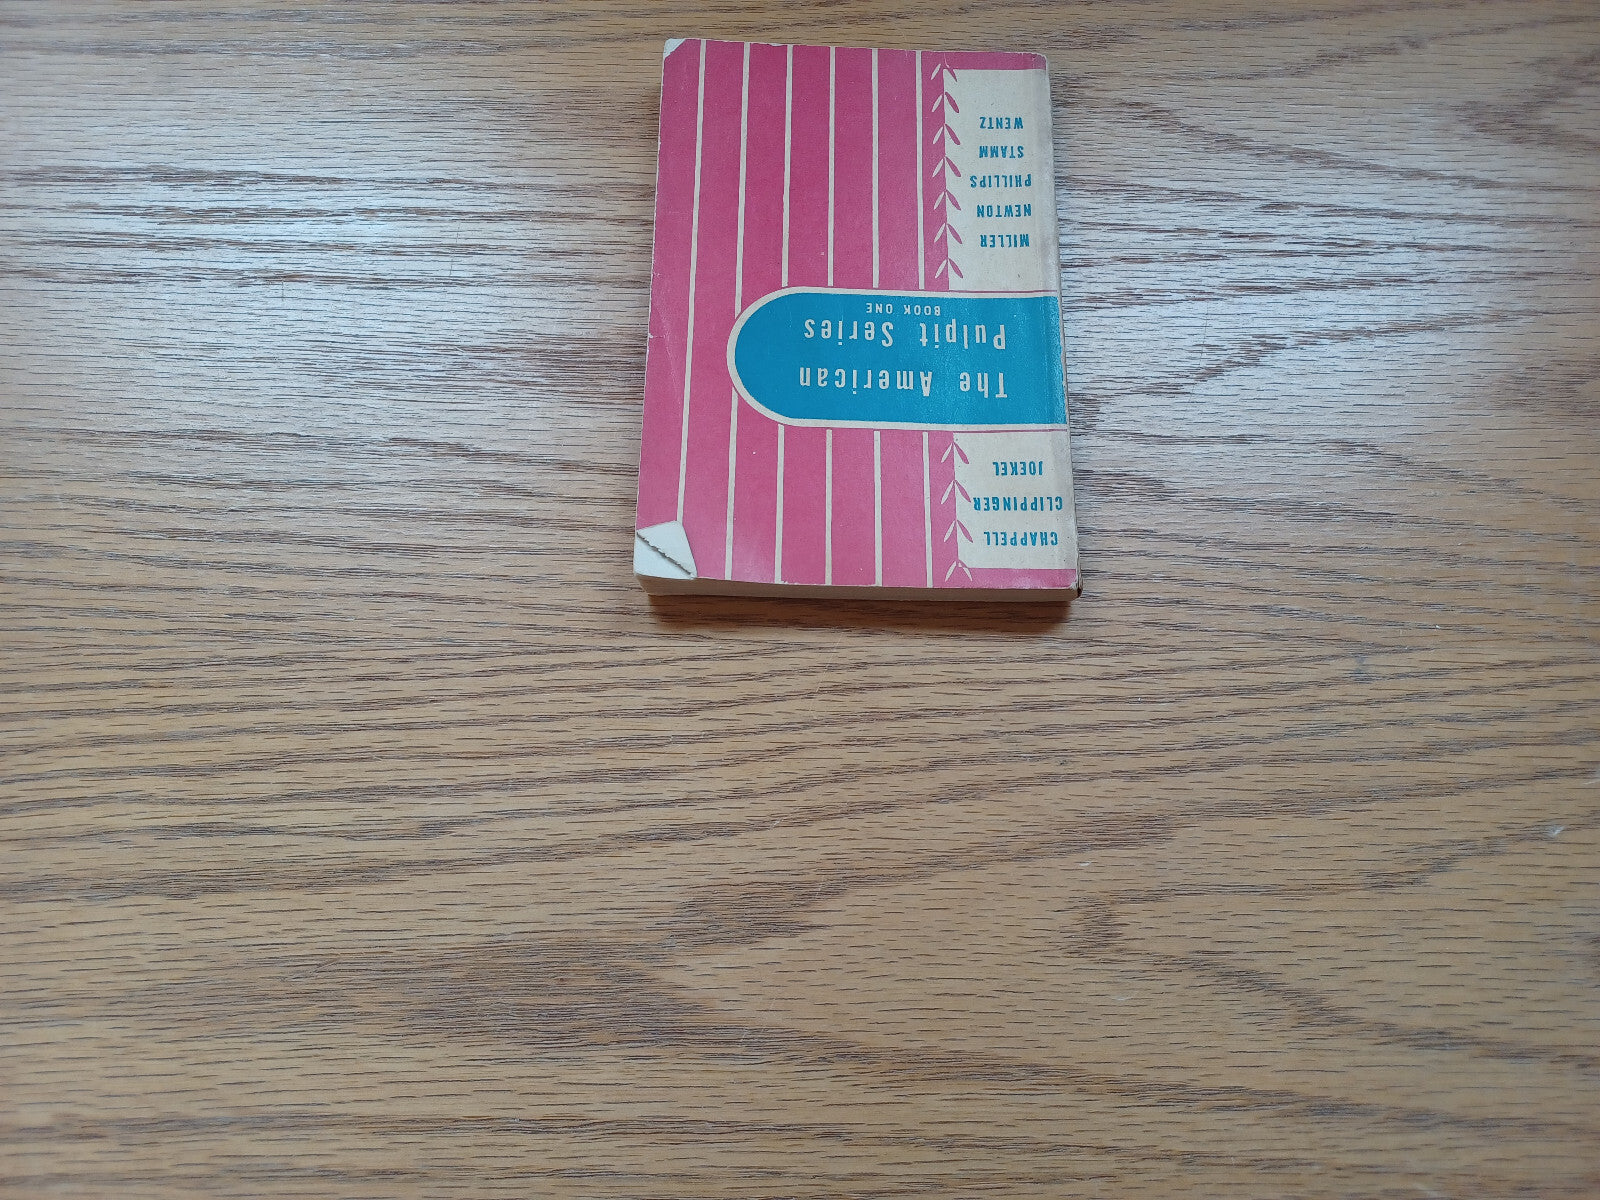 CHAPPELL
CLIPPINGER
JOEKEL
The American
Pulpit Series
BOOK ONE
MILLER
NEWTON
PHILLIPS
STAMM
WENTZ